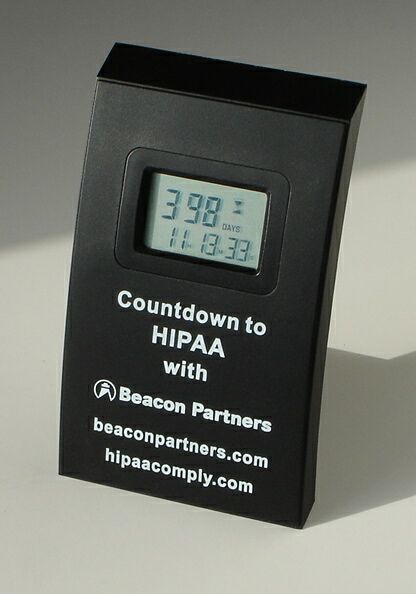 398
DAYS
11-13-33
Countdown to
HIPAA
with
Beacon Partners
beaconpartners.com
hipaacomply.com